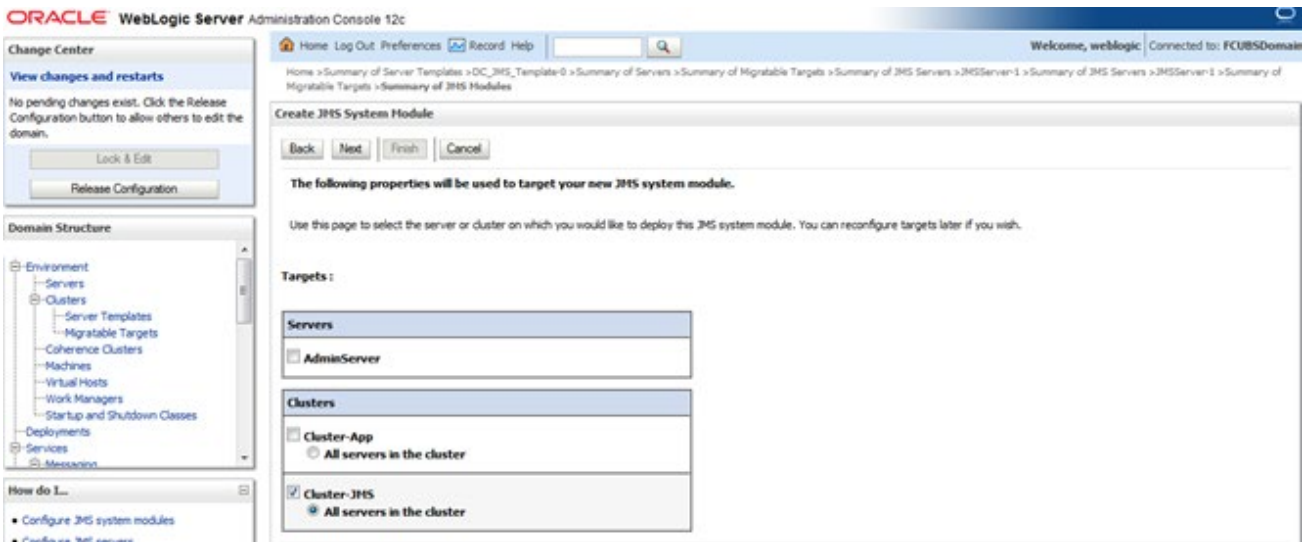 ORACLE WebLogic Server Administration Console 12c
Change Center
View changes and restarts
No pending changes exist. Click the Release
Configuration button to allow others to edit the
domain.
Lock & Edit
Release Configuration
Domain Structure
Environment
Servers
Clusters
Server Templates
Migratable Targets
Coherence Clusters
Machines
Virtual Hosts
Work Managers
Startup and Shutdown Classes
Deployments
Services
Messaging
How do I...
Configure JMS system modules
Configure JMS servers
Home Log Out Preferences Record Help
Welcome, weblogic Connected to: FCUBSDomain
Home >Summary of Server Templates >DC_JMS_Template-0 >Summary of Servers >Summary of Migratable Targets >Summary of JMS Servers >JMSServer-1 >Summary of JMS Servers >JMSServer-1 >Summary of
Migratable Targets >Summary of JMS Modules
Create JMS System Module
Back Next Finish Cancel
The following properties will be used to target your new JMS system module.
Use this page to select the server or cluster on which you would like to deploy this JMS system module. You can reconfigure targets later if you wish.
Targets :
Servers
AdminServer
Clusters
Cluster-App
All servers in the cluster
Cluster-JMS
All servers in the cluster